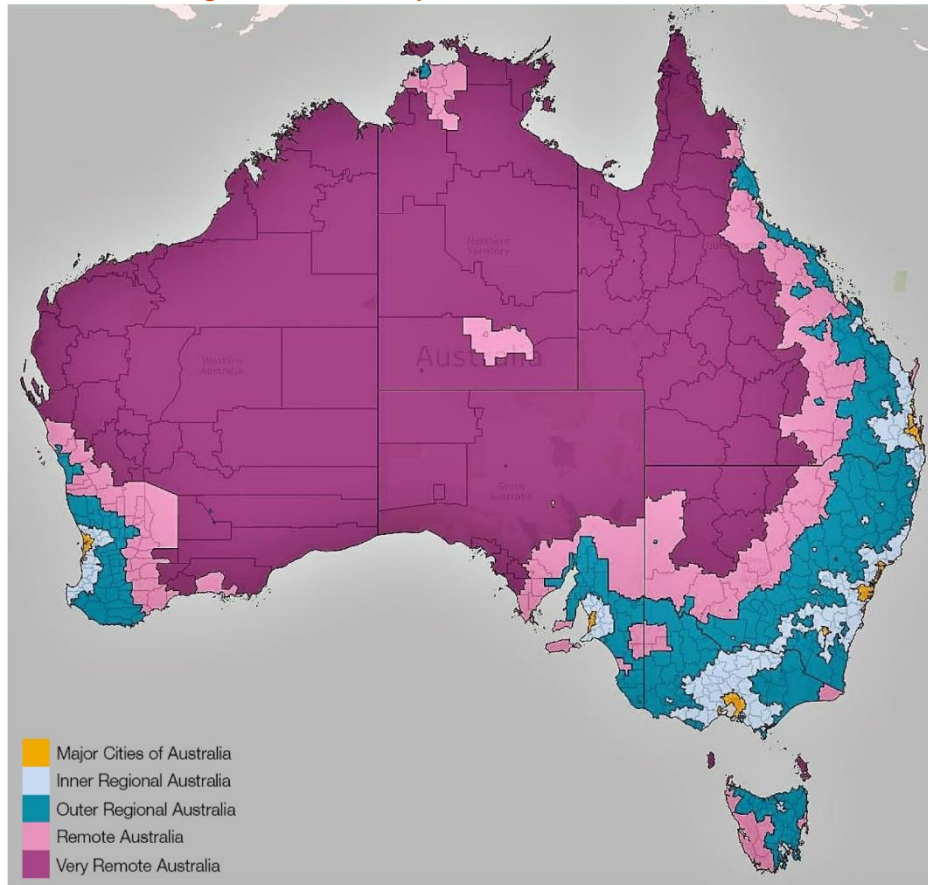 Northern
Territory
Western
Australia
Australia
South
Australia
Major Cities of Australia
Inner Regional Australia
Outer Regional Australia
Remote Australia
Very Remote Australia